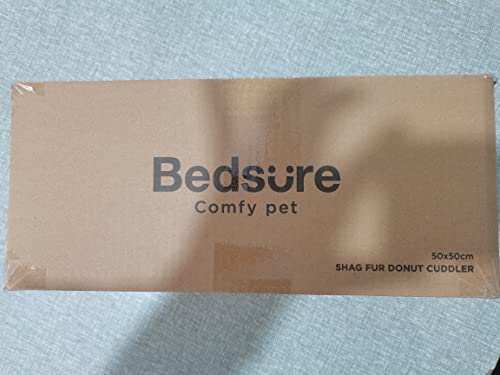 Bedsure
Comfy pet
50x50cm
SHAG FUR DONUT CUDDLER